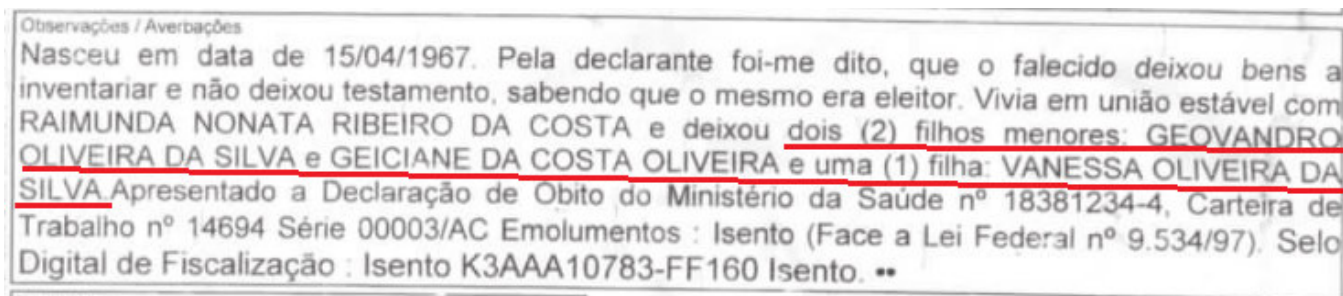 Observações / Averbações
Nasceu em data de 15/04/1967. Pela declarante foi-me dito, que o falecido deixou bens a
inventariar e não deixou testamento, sabendo que o mesmo era eleitor. Vivia em união estável com
RAIMUNDA NONATA RIBEIRO DA COSTA e deixou dois (2) filhos menores: GEOVANDRO
OLIVEIRA DA SILVA e GEICIANE DA COSTA OLIVEIRA e uma (1) filha: VANESSA OLIVEIRA DA
SILVA.Apresentado a Declaração de Obito do Ministério da Saúde nº 18381234-4, Carteira de
Trabalho nº 14694 Série 00003/AC Emolumentos : Isento (Face a Lei Federal nº 9.534/97). Selo
Digital de Fiscalização : Isento K3AAA10783-FF160 Isento. ••